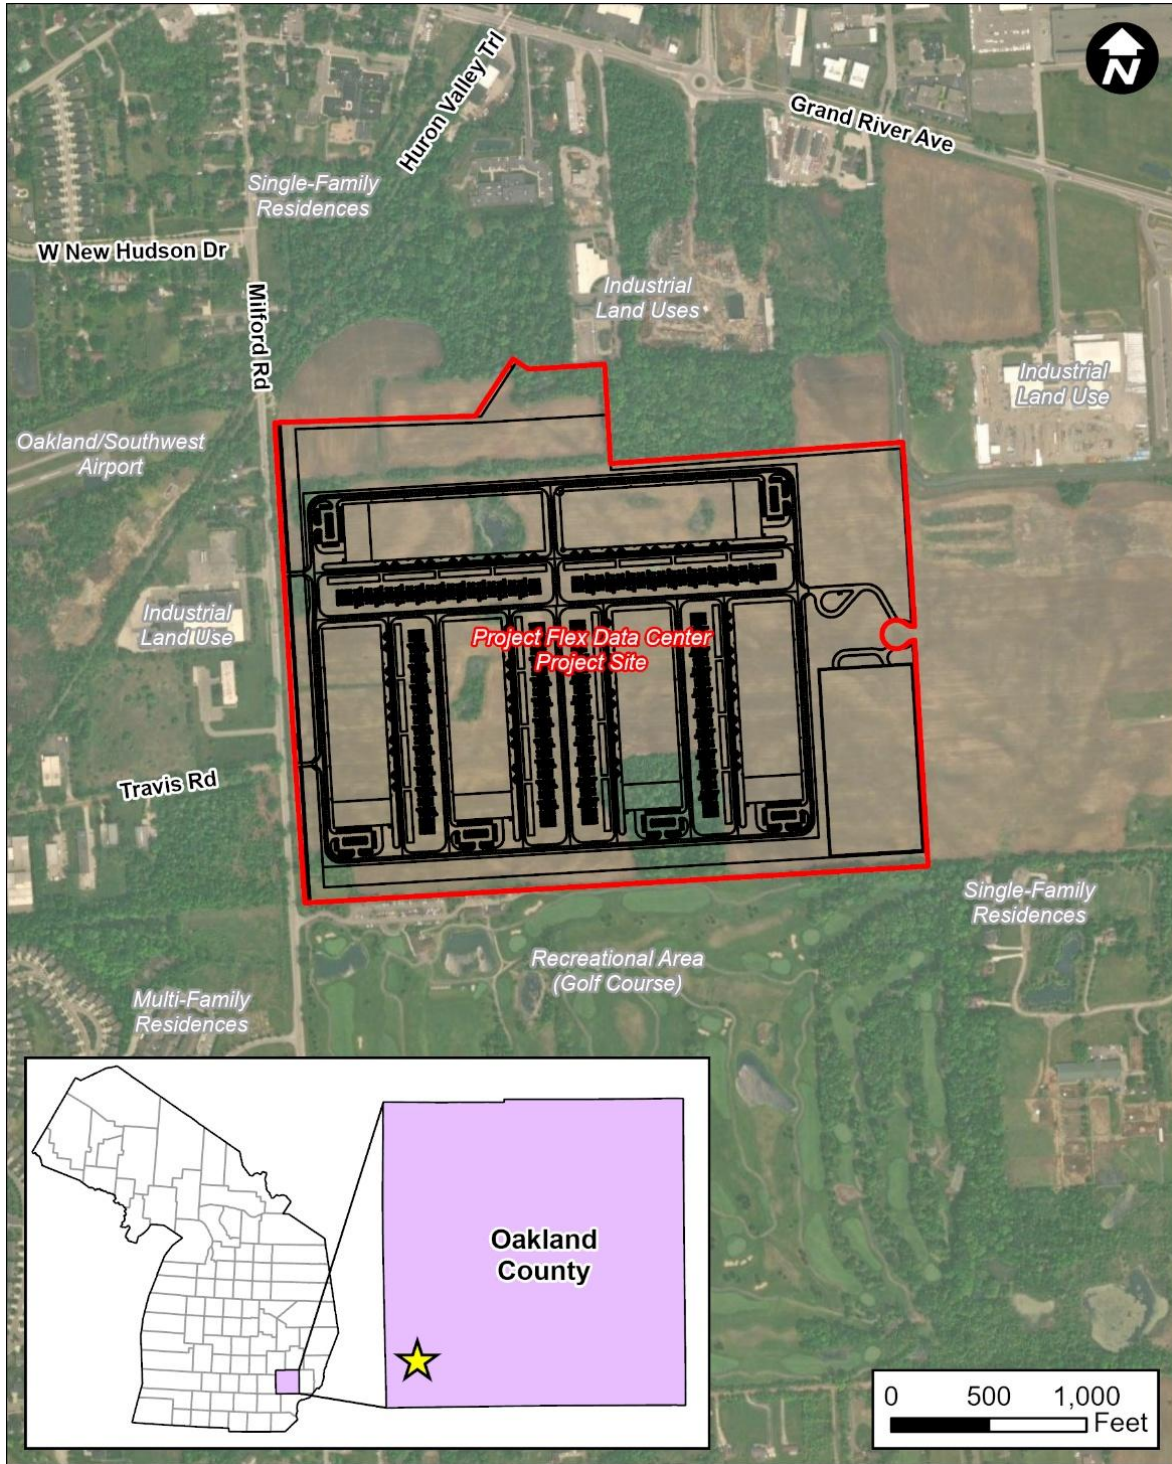 N
Huron Valley Trl
Grand River Ave
Single-Family
Residences
W New Hudson Dr
Milford Rd
Industrial
Land Uses
Industrial
Land Use
Oakland/Southwest
Airport
Industrial
Land Use
Project Flex Data Center
Project Site
Travis Rd
Single-Family
Residences
Recreational Area
(Golf Course)
Multi-Family
Residences
Oakland
County
0 500 1,000
Feet